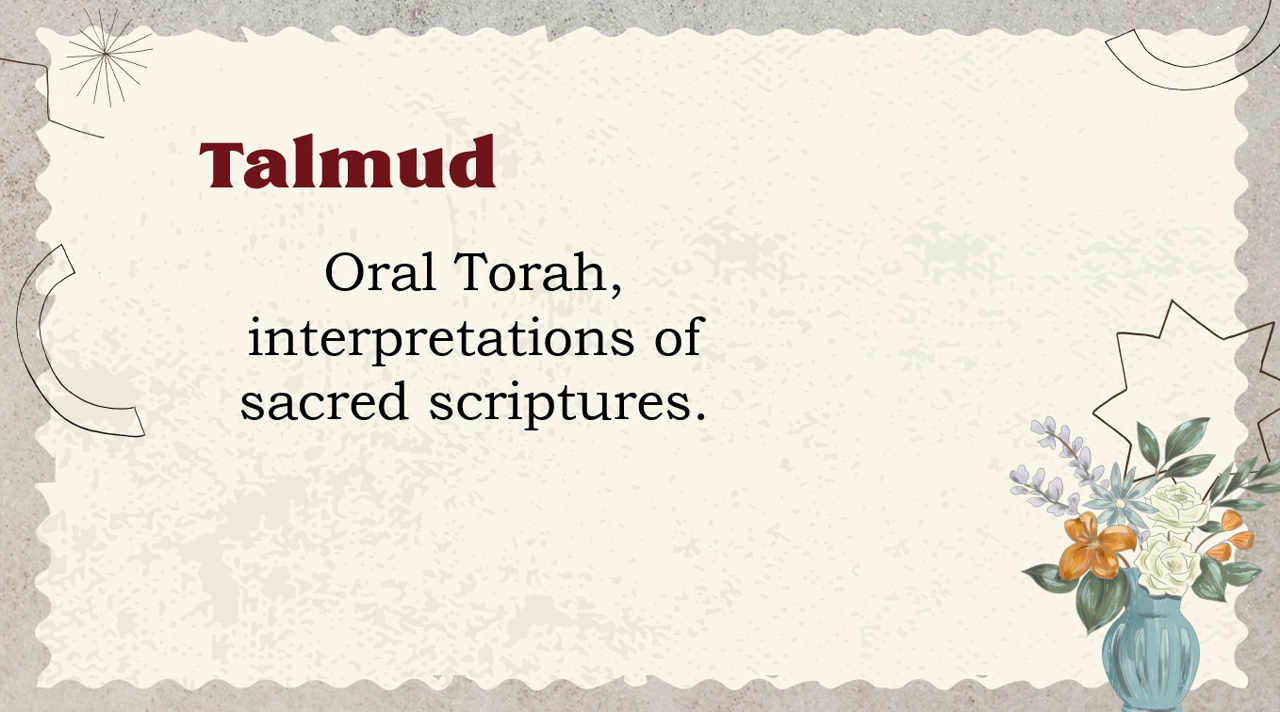 Talmud
Oral Torah,
interpretations of
sacred scriptures.